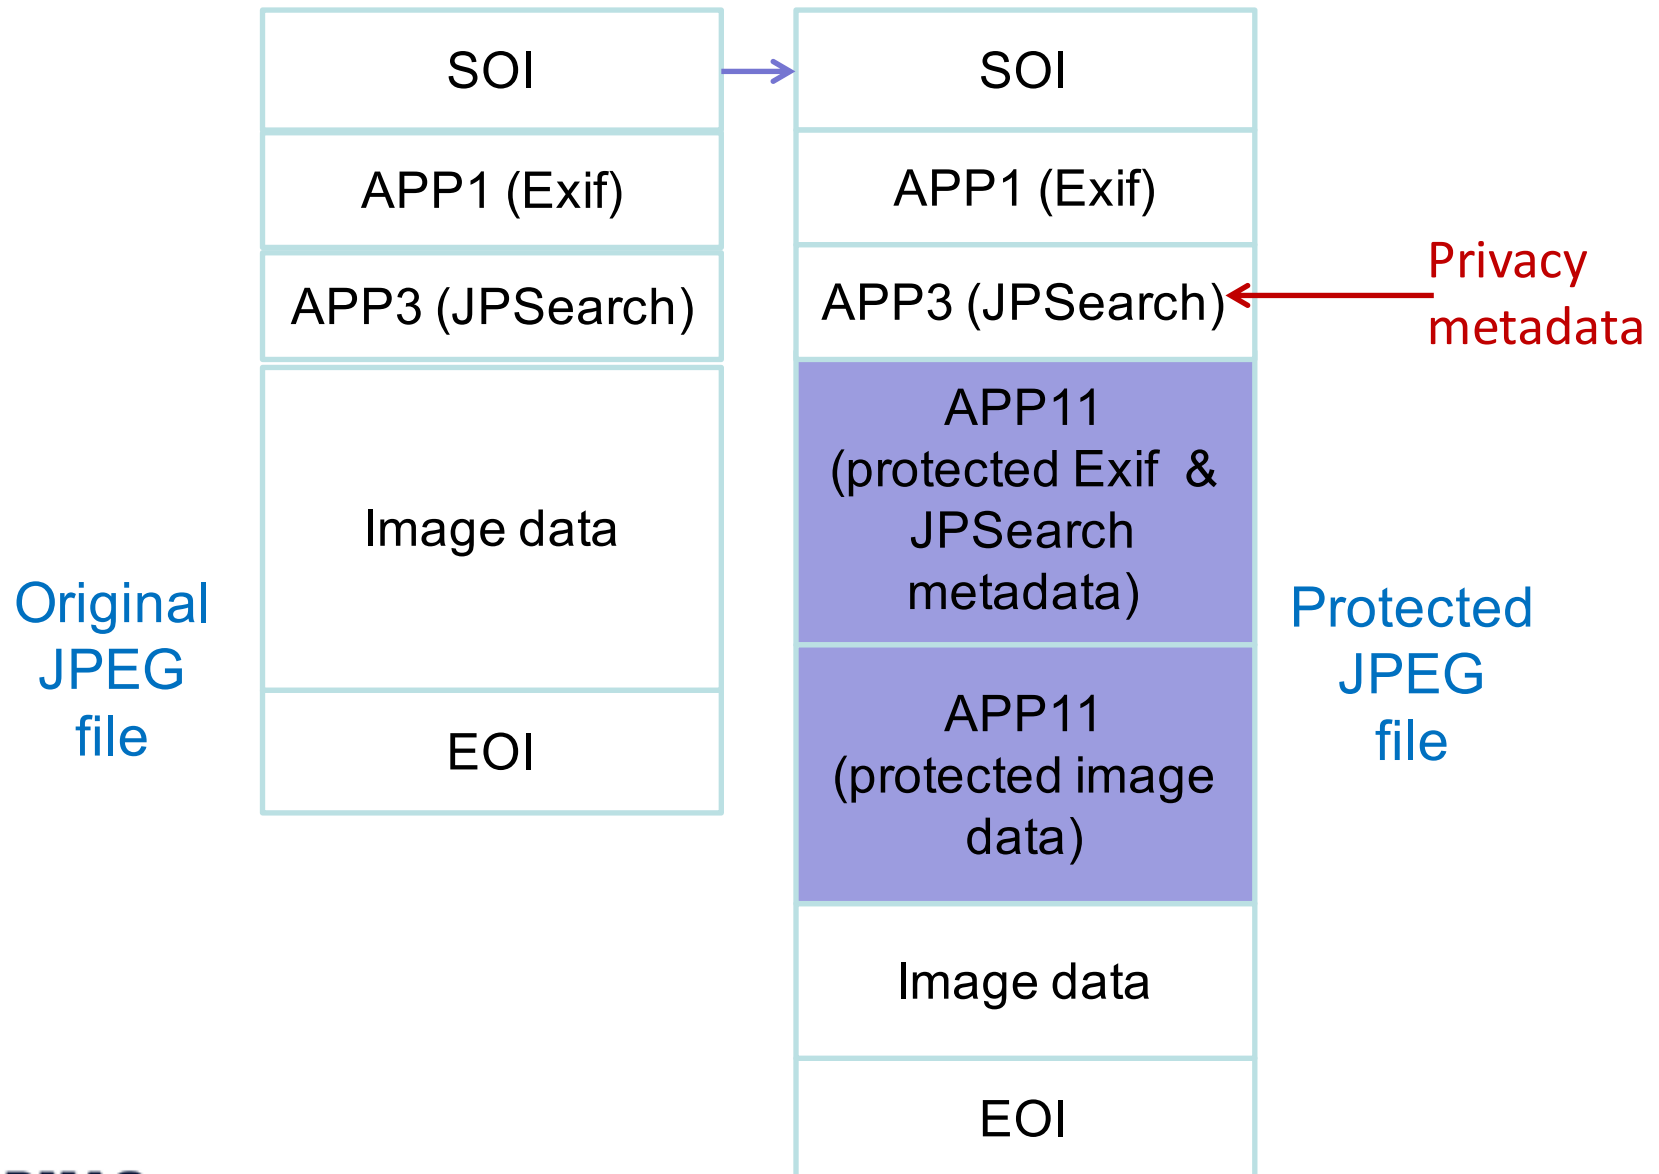 SOI
APP1 (Exif)
APP3 (JPSearch)
Image data
EOI
Original
JPEG
file
SOI
APP1 (Exif)
APP3 (JPSearch)
APP11
(protected Exif &
JPSearch
metadata)
APP11
(protected image
data)
Image data
EOI
Privacy
metadata
Protected
JPEG
file